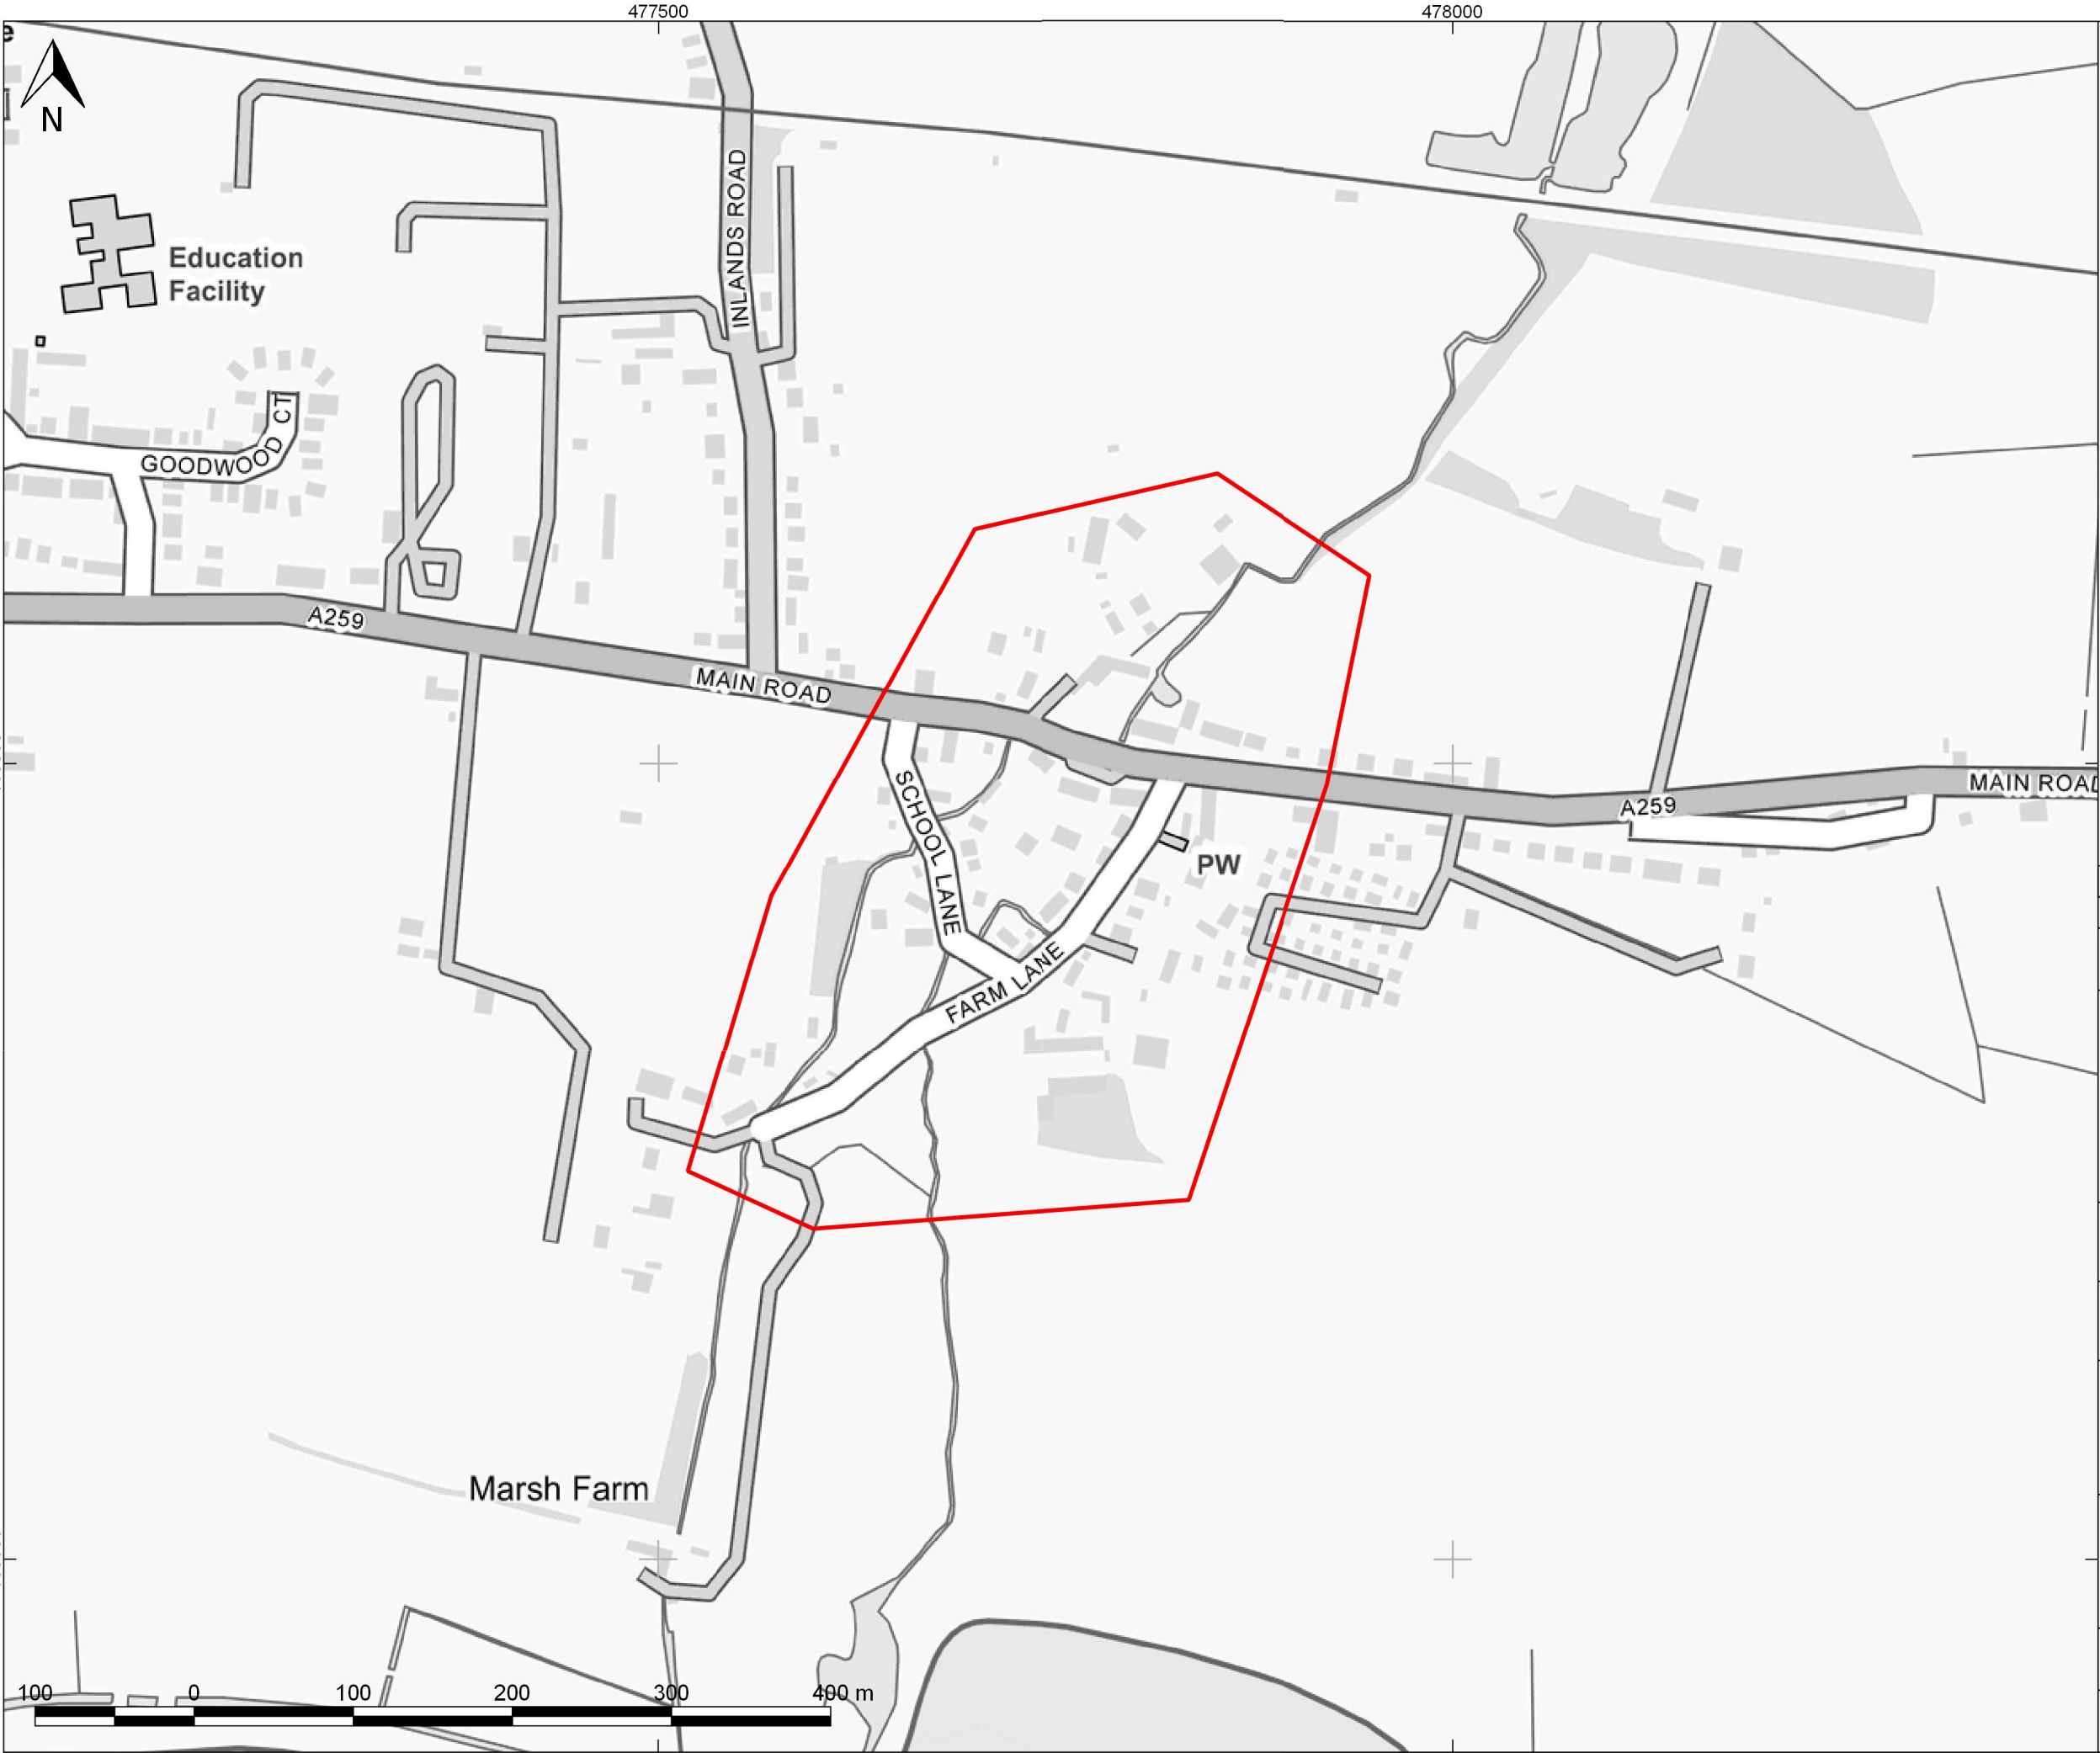 477500 478000
e
N
INLANDS ROAD
Education
Facility
GOODWOOD CT
A259
MAIN ROAD
SCHOOL LANE
MAIN ROAD
A259
PW
FARM LANE
Marsh Farm
100 0 100 200 300 400 m